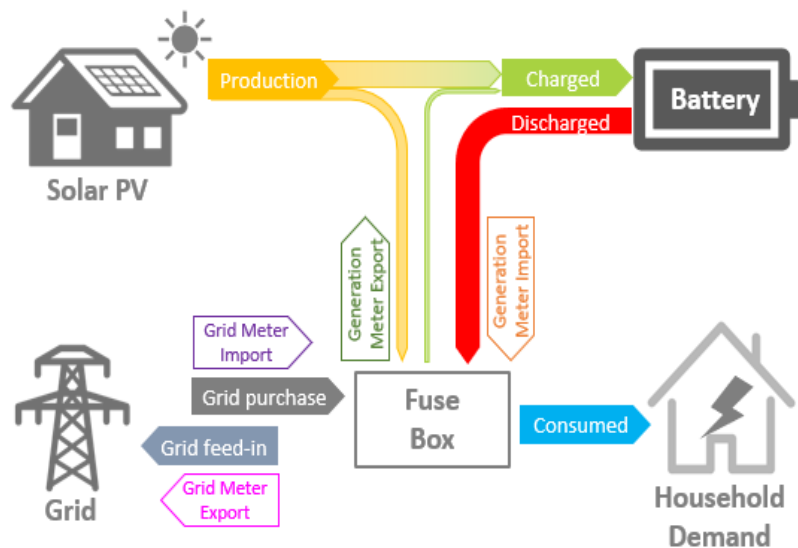 Production
Charged
Battery
Discharged
Solar PV
Generation
Meter Export
Generation
Meter Import
Grid Meter
Import
Grid purchase
Fuse
Box
Consumed
Grid feed-in
Grid Meter
Export
Grid
Household
Demand